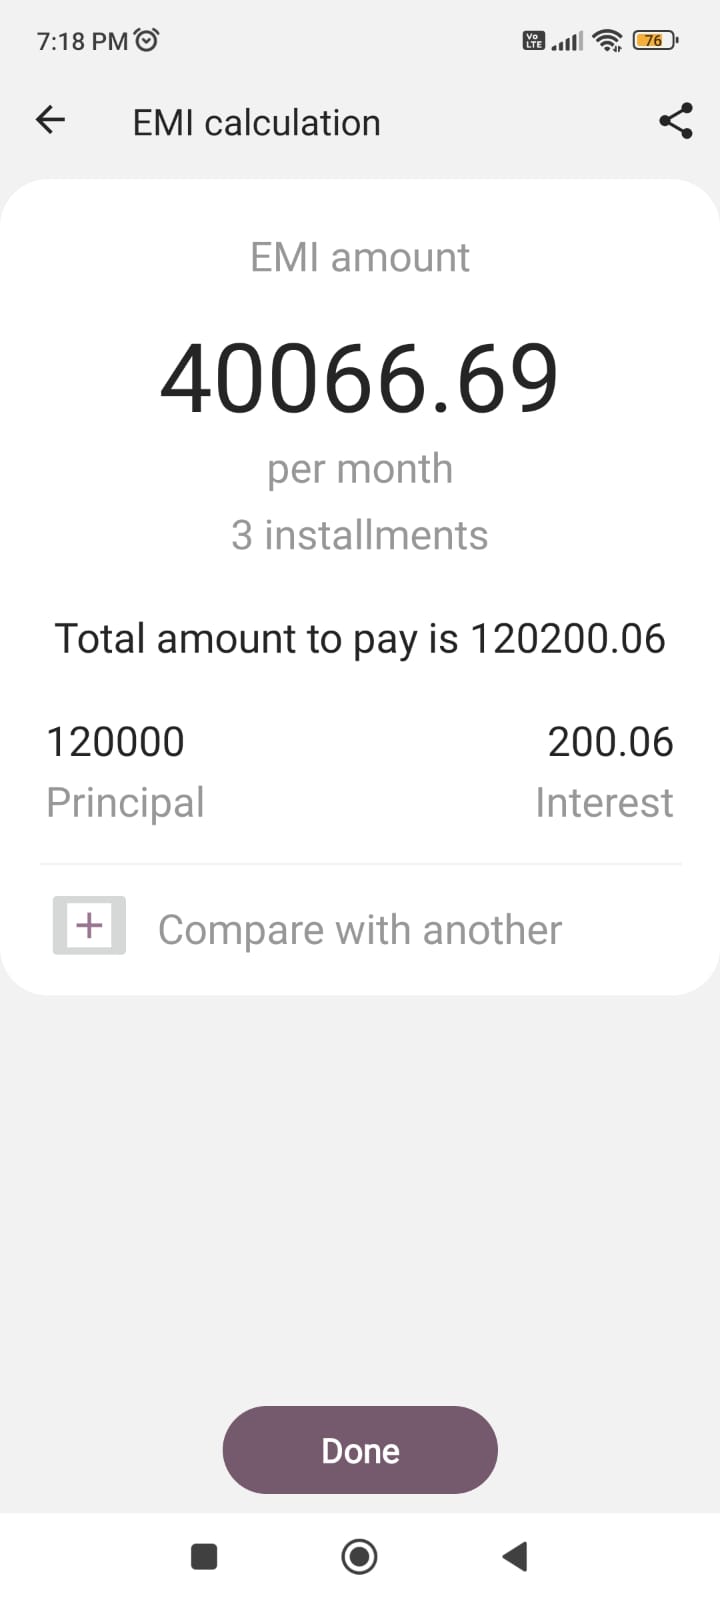 7:18 PM
Vo LTE
76
EMI calculation
EMI amount
40066.69
per month
3 installments
Total amount to pay is 120200.06
120000 200.06
Principal Interest
+ Compare with another
Done